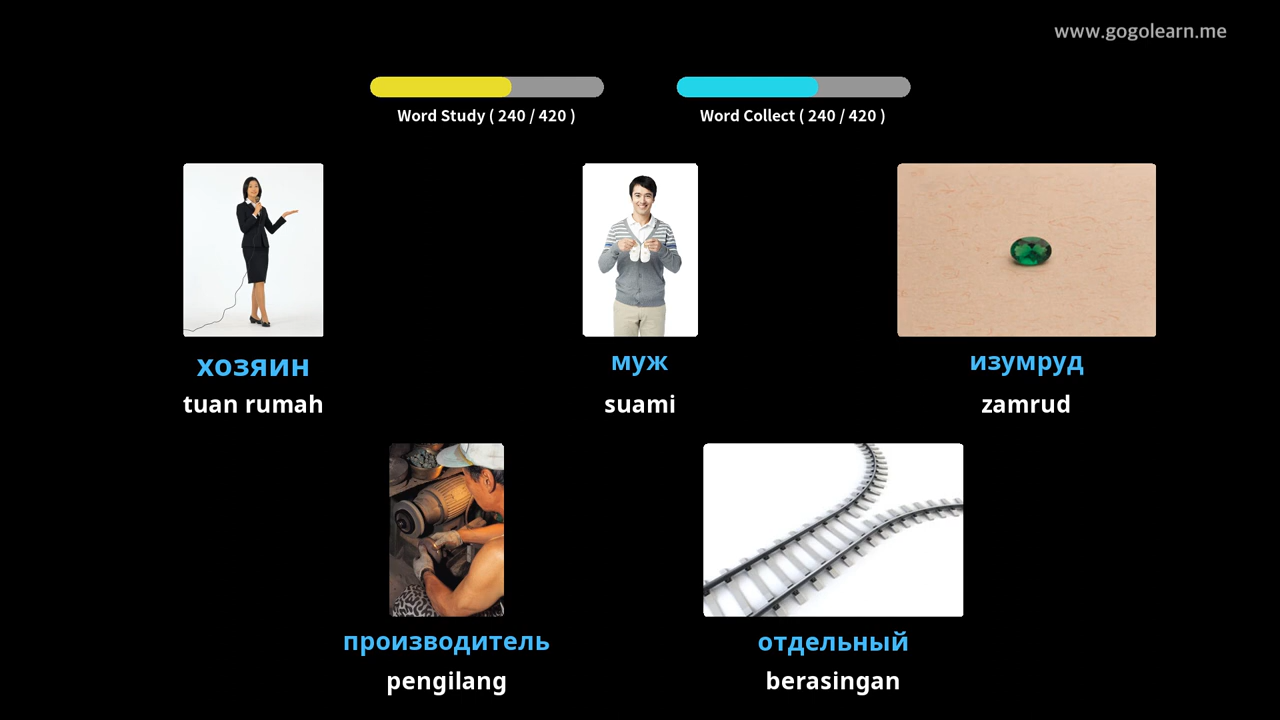 www.gogolearn.me
Word Study ( 240 / 420 )
Word Collect ( 240 / 420 )
хозяин
tuan rumah
муж
suami
изумруд
zamrud
производитель
pengilang
отдельный
berasingan